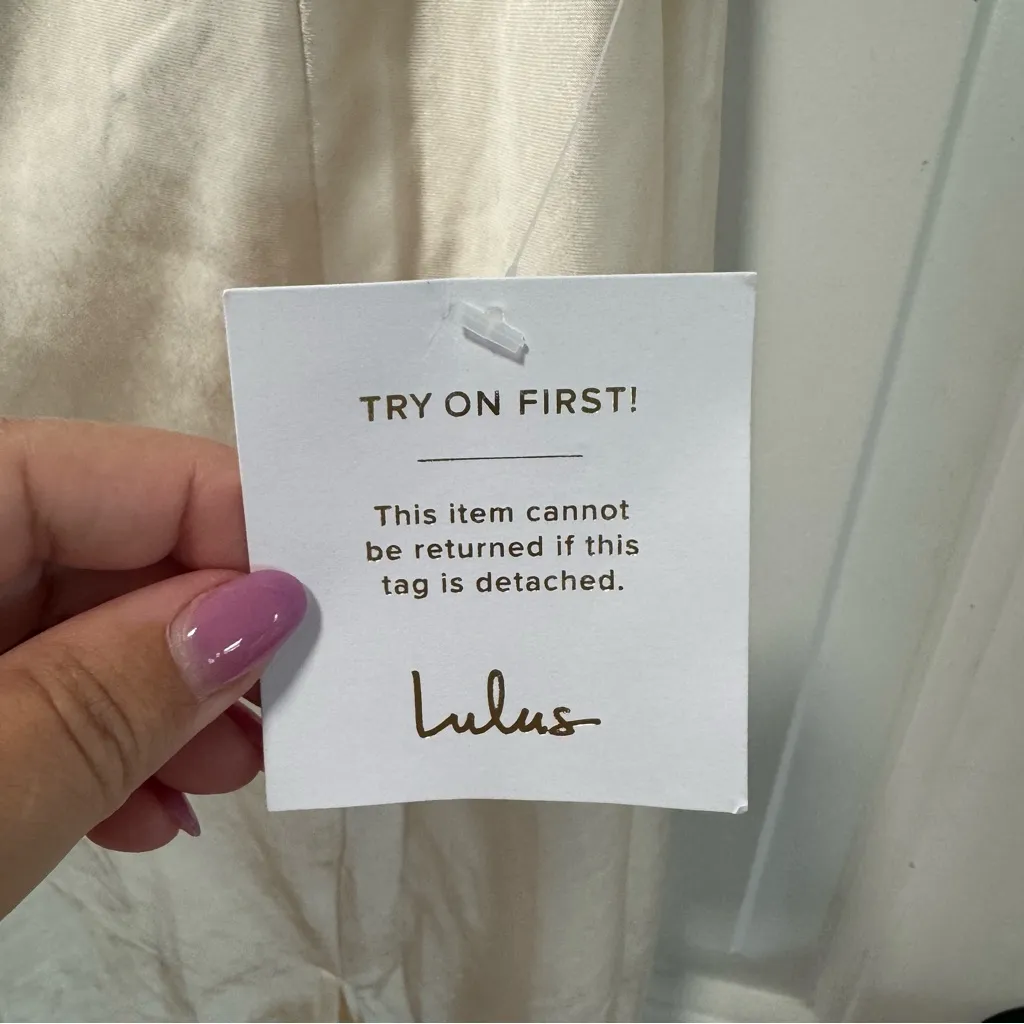 TRY ON FIRST!
This item cannot
be returned if this
tag is detached.
Lulus